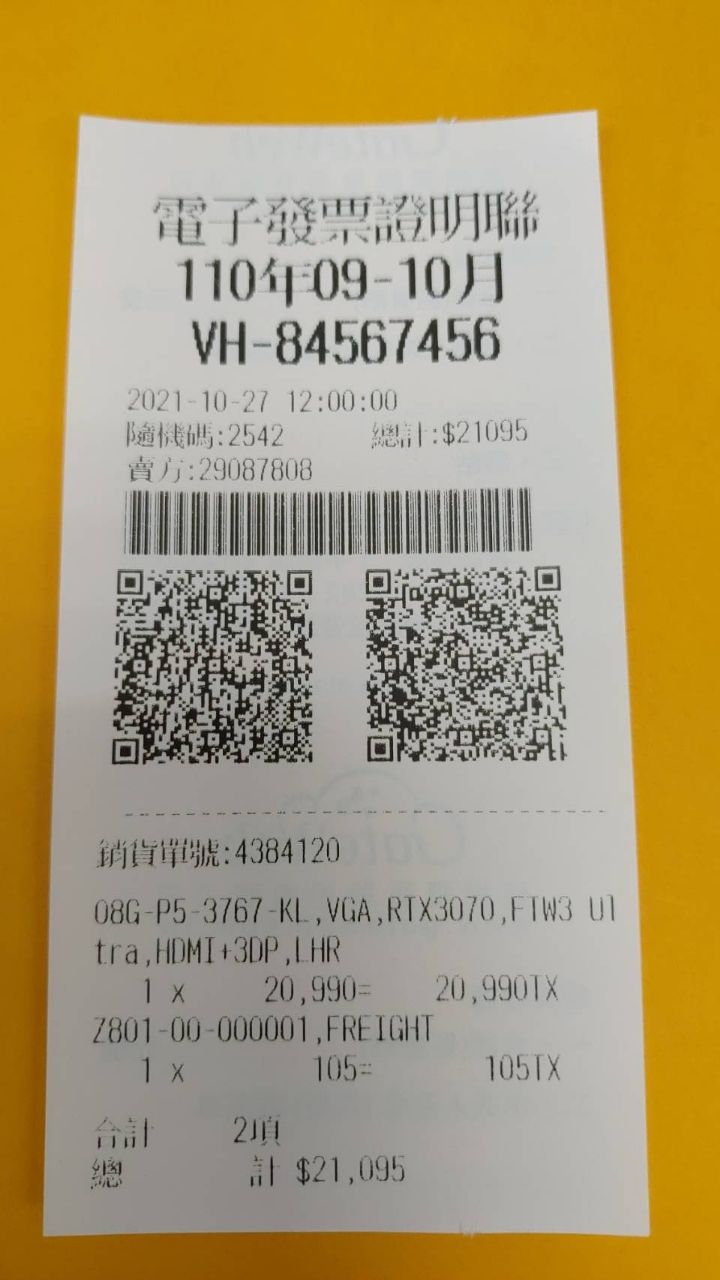 電子發票證明聯
110年09-10月
VH-84567456
2021-10-27 12:00:00
隨機碼:2542 總計:$21095
賣方:29087808
銷貨單號:4384120
08G-P5-3767-KL,VGA,RTX3070,FTW3 Ul
tra,HDMI+3DP,LHR
1 x 20,990= 20,990TX
Z801-00-000001,FREIGHT
1 x 105= 105TX
合計 2項
總 計 $21,095